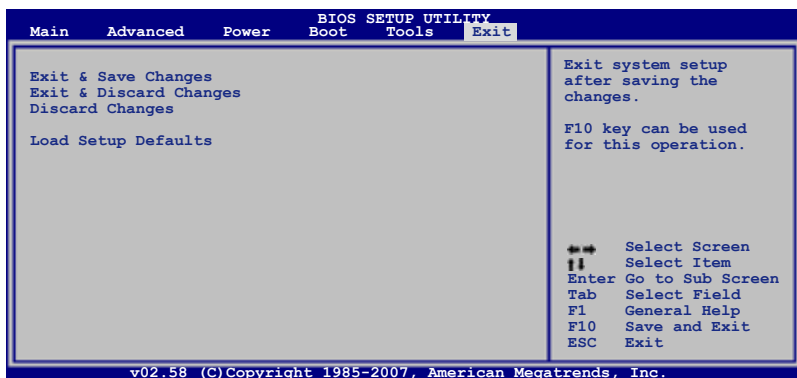 BIOS SETUP UTILITY
Main Advanced Power Boot Tools Exit
Exit & Save Changes
Exit & Discard Changes
Discard Changes
Load Setup Defaults
Exit system setup
after saving the
changes.
F10 key can be used
for this operation.
←→ Select Screen
↑↓ Select Item
Enter Go to Sub Screen
Tab Select Field
F1 General Help
F10 Save and Exit
ESC Exit
v02.58 (C)Copyright 1985-2007, American Megatrends, Inc.